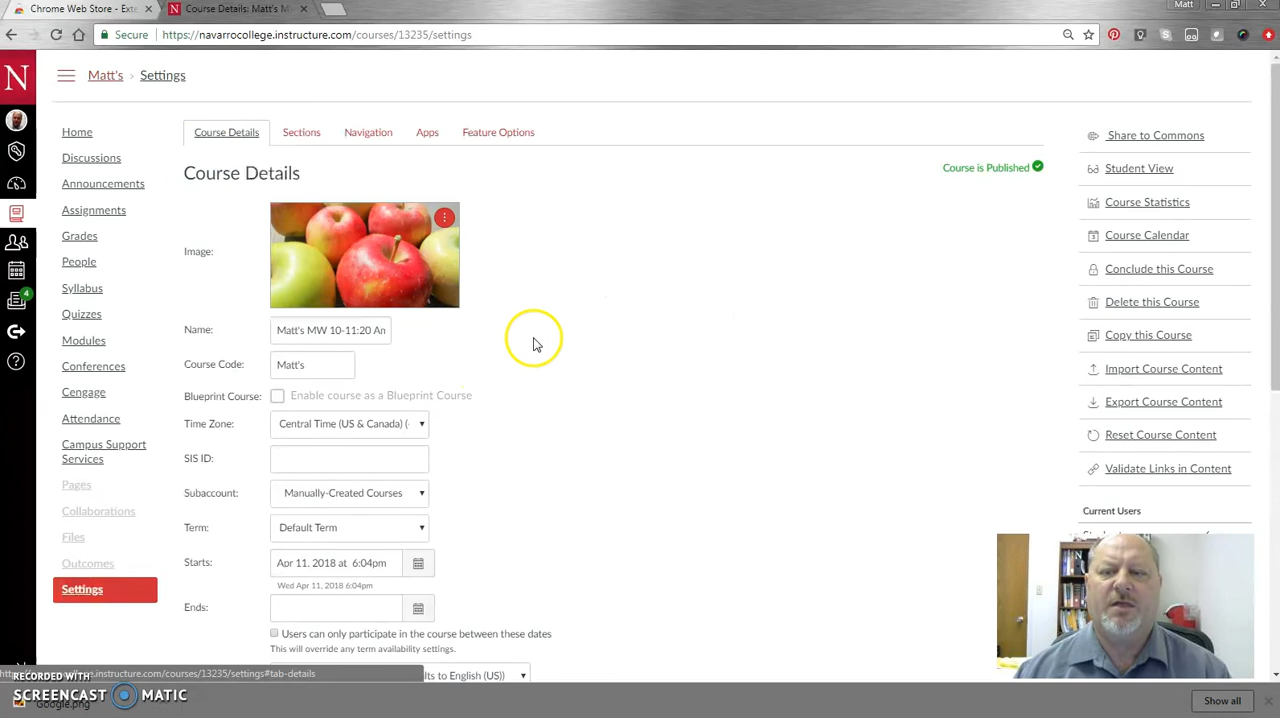 Chrome Web Store - Exte
Course Details: Matt's M
Matt
Secure
https://navarrocollege.instructure.com/courses/13235/settings
N
Matt's
Settings
Home
Discussions
Announcements
Assignments
Grades
People
Syllabus
Quizzes
Modules
Conferences
Cengage
Attendance
Campus Support
Services
Pages
Collaborations
Files
Outcomes
Settings
4
Course Details
Sections
Navigation
Apps
Feature Options
Course Details
Course is Published
Image:
Name:
Matt's MW 10-11:20 An
Course Code:
Matt's
Blueprint Course:
Enable course as a Blueprint Course
Time Zone:
Central Time (US & Canada) (-
SIS ID:
Subaccount:
Manually-Created Courses
Term:
Default Term
Starts:
Apr 11, 2018 at 6:04pm
Wed Apr 11, 2018 6:04pm
Ends:
Users can only participate in the course between these dates
This will override any term availability settings.
lts to English (US))
Share to Commons
Student View
Course Statistics
Course Calendar
Conclude this Course
Delete this Course
Copy this Course
Import Course Content
Export Course Content
Reset Course Content
Validate Links in Content
Current Users
https://navarrocollege.instructure.com/courses/13235/settings#tab-details
RECORDED WITH
SCREENCAST MATIC
Google.png
Show all